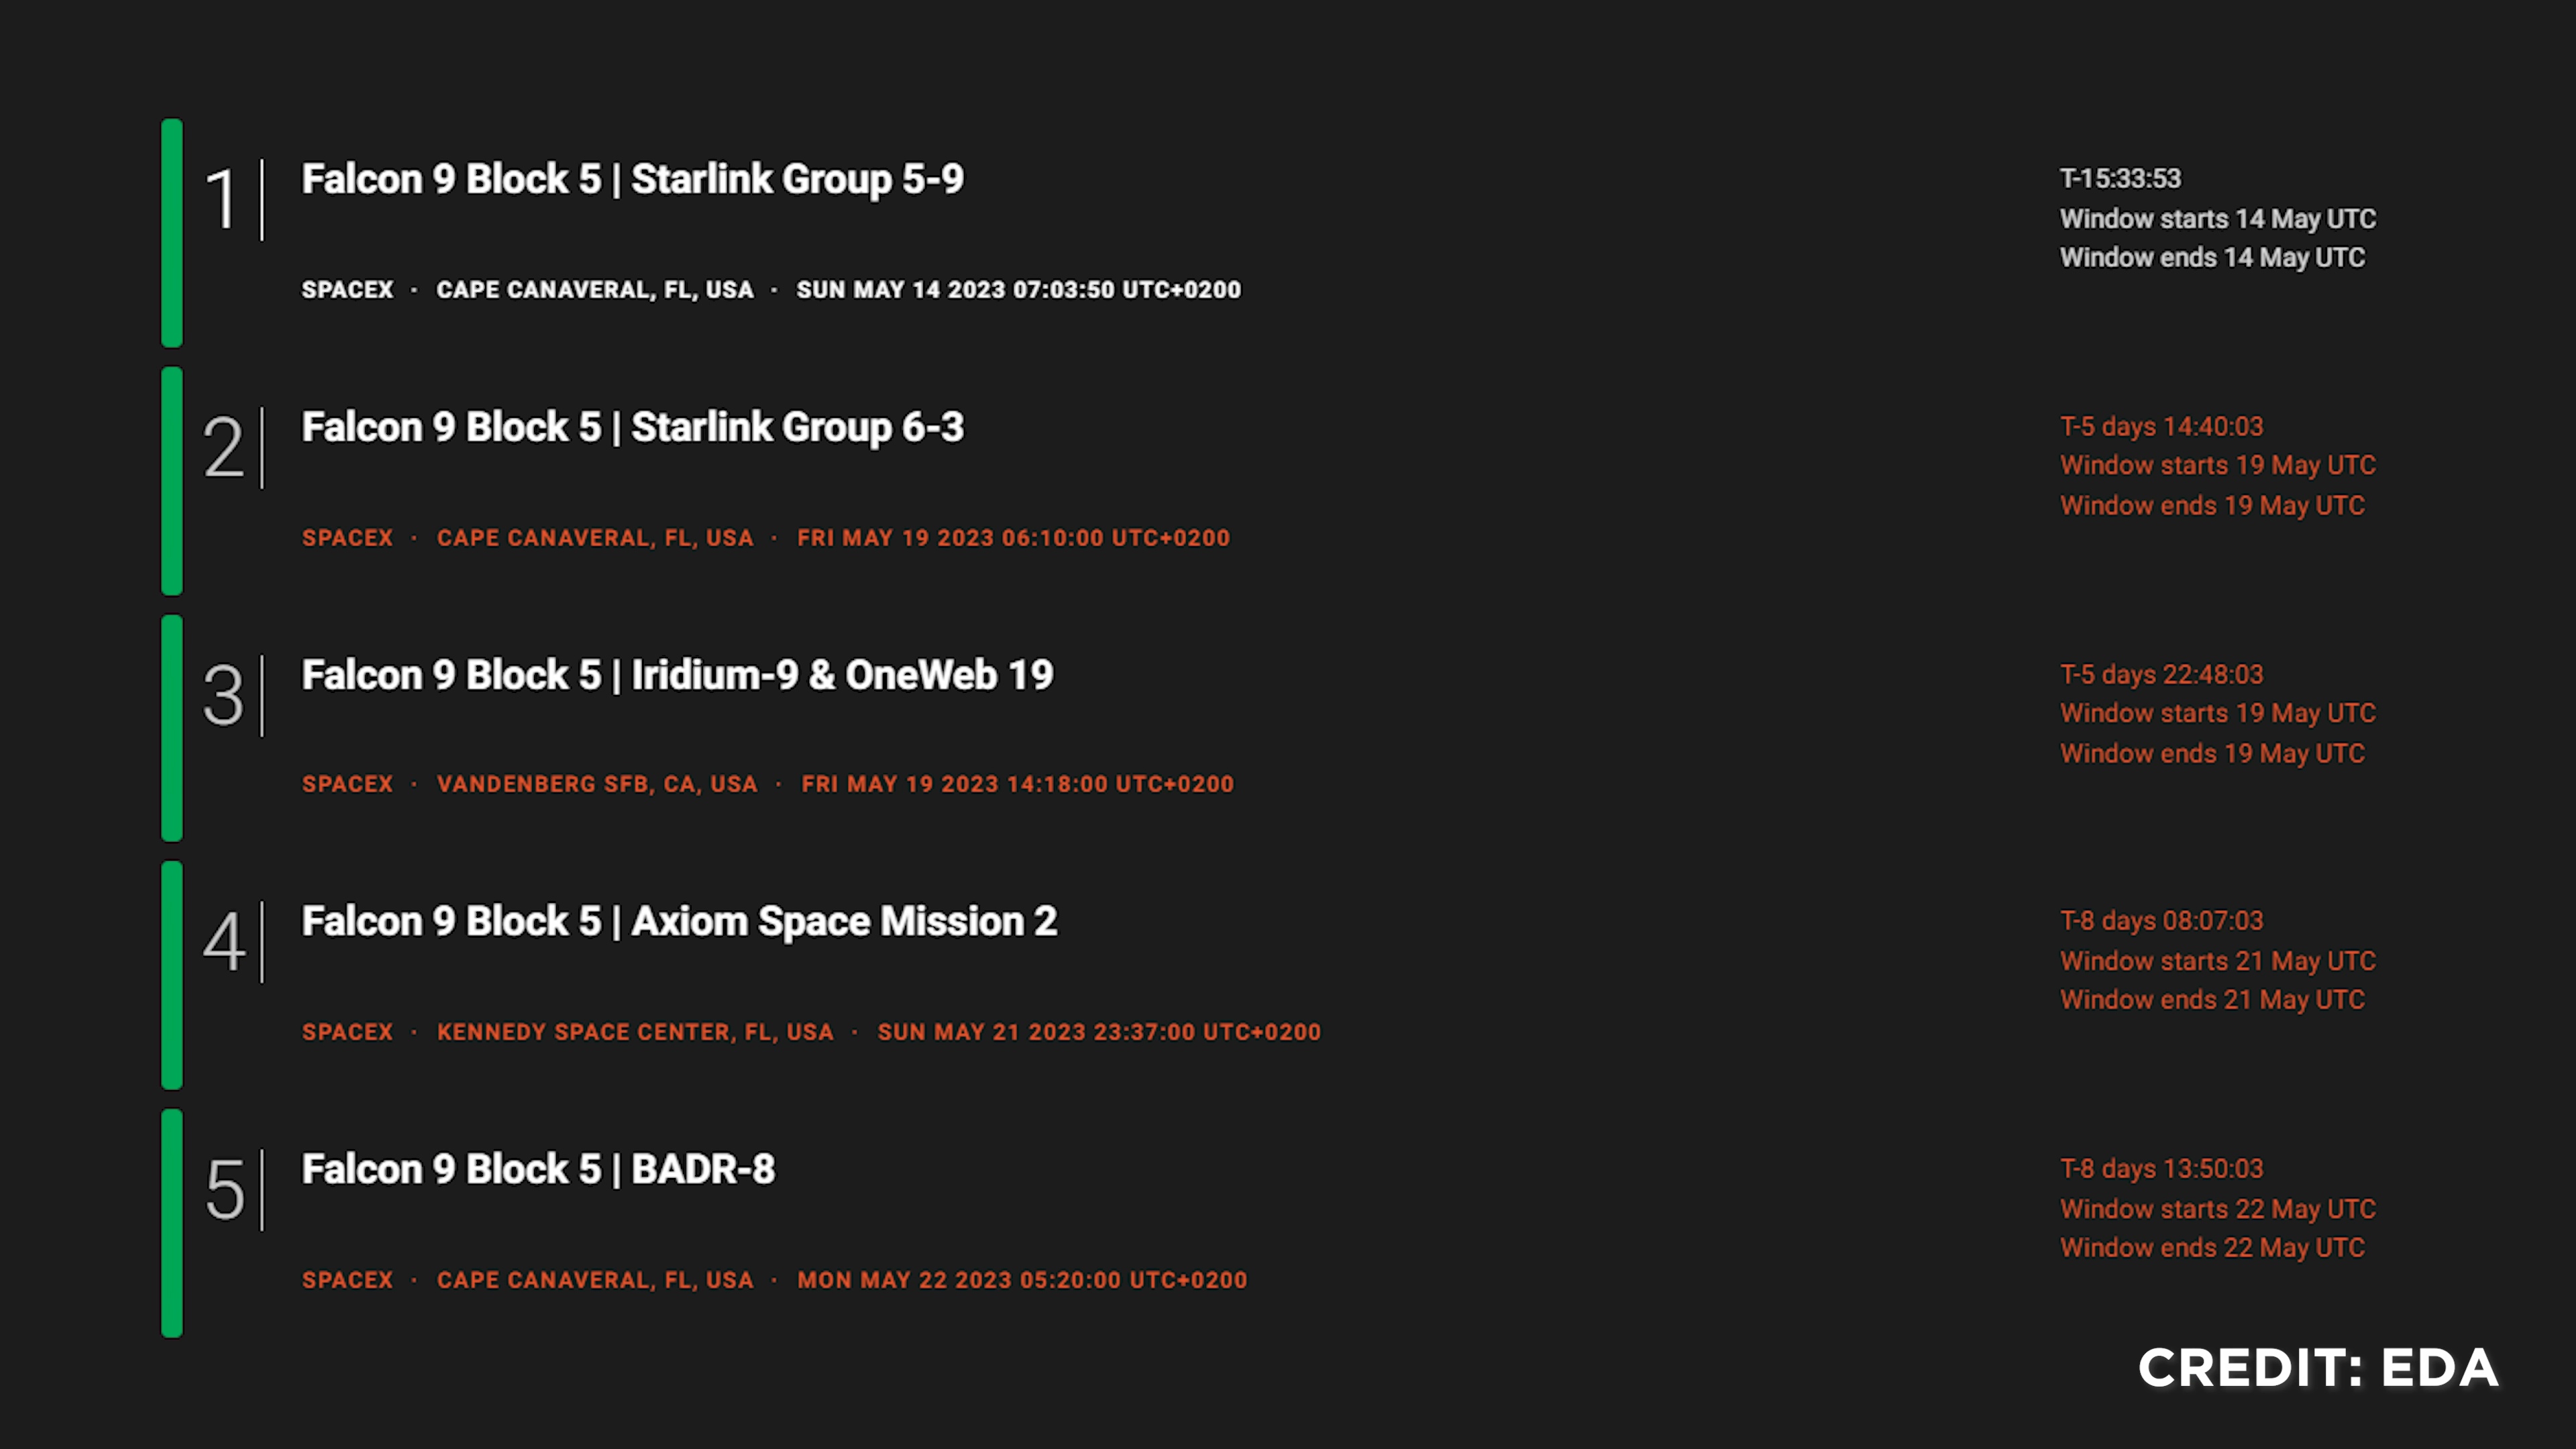 1
Falcon 9 Block 5 | Starlink Group 5-9
SPACEX · CAPE CANAVERAL, FL, USA · SUN MAY 14 2023 07:03:50 UTC+0200
T-15:33:53
Window starts 14 May UTC
Window ends 14 May UTC
2
Falcon 9 Block 5 | Starlink Group 6-3
SPACEX · CAPE CANAVERAL, FL, USA · FRI MAY 19 2023 06:10:00 UTC+0200
T-5 days 14:40:03
Window starts 19 May UTC
Window ends 19 May UTC
3
Falcon 9 Block 5 | Iridium-9 & OneWeb 19
SPACEX · VANDENBERG SFB, CA, USA · FRI MAY 19 2023 14:18:00 UTC+0200
T-5 days 22:48:03
Window starts 19 May UTC
Window ends 19 May UTC
4
Falcon 9 Block 5 | Axiom Space Mission 2
SPACEX · KENNEDY SPACE CENTER, FL, USA · SUN MAY 21 2023 23:37:00 UTC+0200
T-8 days 08:07:03
Window starts 21 May UTC
Window ends 21 May UTC
5
Falcon 9 Block 5 | BADR-8
SPACEX · CAPE CANAVERAL, FL, USA · MON MAY 22 2023 05:20:00 UTC+0200
T-8 days 13:50:03
Window starts 22 May UTC
Window ends 22 May UTC
CREDIT: EDA